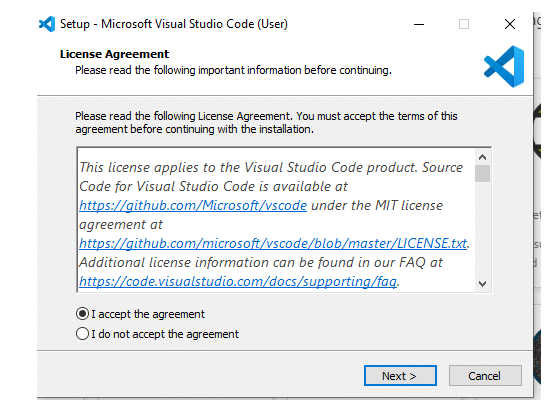 Setup - Microsoft Visual Studio Code (User)
License Agreement
Please read the following important information before continuing.
Please read the following License Agreement. You must accept the terms of this
agreement before continuing with the installation.
This license applies to the Visual Studio Code product. Source
Code for Visual Studio Code is available at
https://github.com/Microsoft/vscode under the MIT license
agreement at
https://github.com/microsoft/vscode/blob/master/LICENSE.txt.
Additional license information can be found in our FAQ at
https://code.visualstudio.com/docs/supporting/faq.
I accept the agreement
I do not accept the agreement
Next >
Cancel